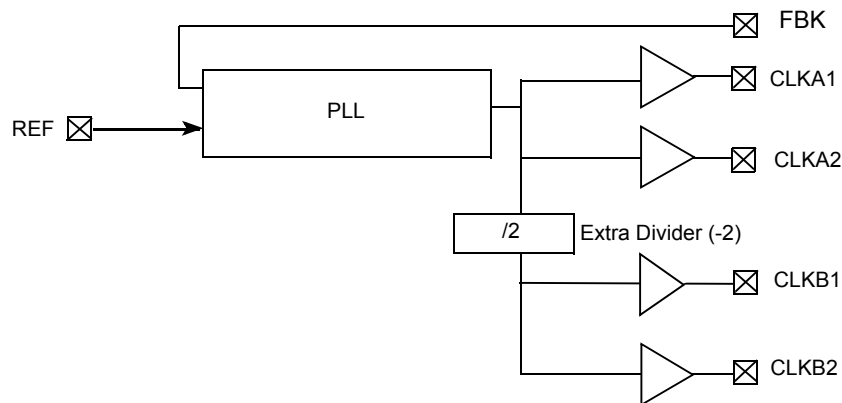 FBK
CLKA1
PLL
REF
CLKA2
/2
Extra Divider (-2)
CLKB1
CLKB2